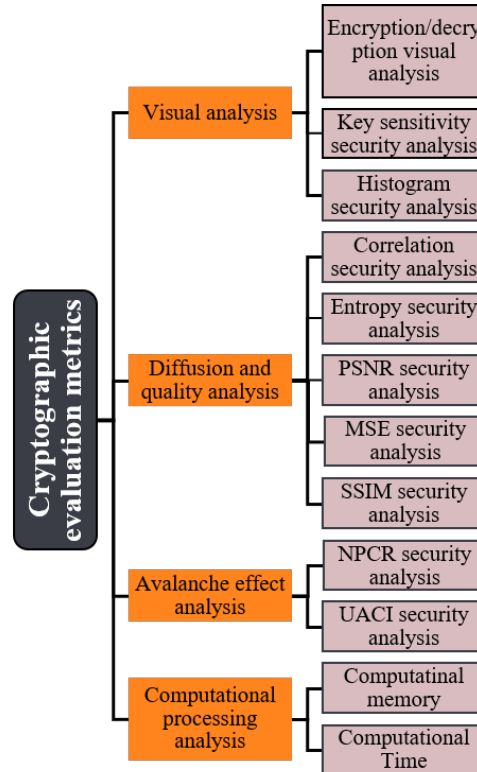 Cryptographic
evaluation metrics
Visual analysis
Encryption/decry
ption visual
analysis
Key sensitivity
security analysis
Histogram
security analysis
Diffusion and
quality analysis
Correlation
security analysis
Entropy security
analysis
PSNR security
analysis
MSE security
analysis
SSIM security
analysis
Avalanche effect
analysis
NPCR security
analysis
UACI security
analysis
Computational
processing
analysis
Computatinal
memory
Computational
Time